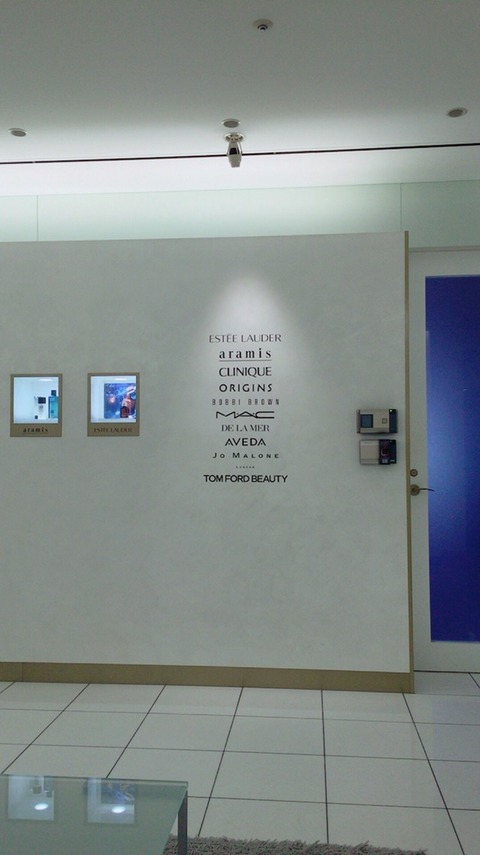 ESTĒE LAUDER
aramis
CLINIQUE
ORIGINS
BOBBI BROWN
MAC
DE LA MER
AVEDA
JO MALONE
LONDON
TOM FORD BEAUTY
aramis
ESTĒE LAUDER